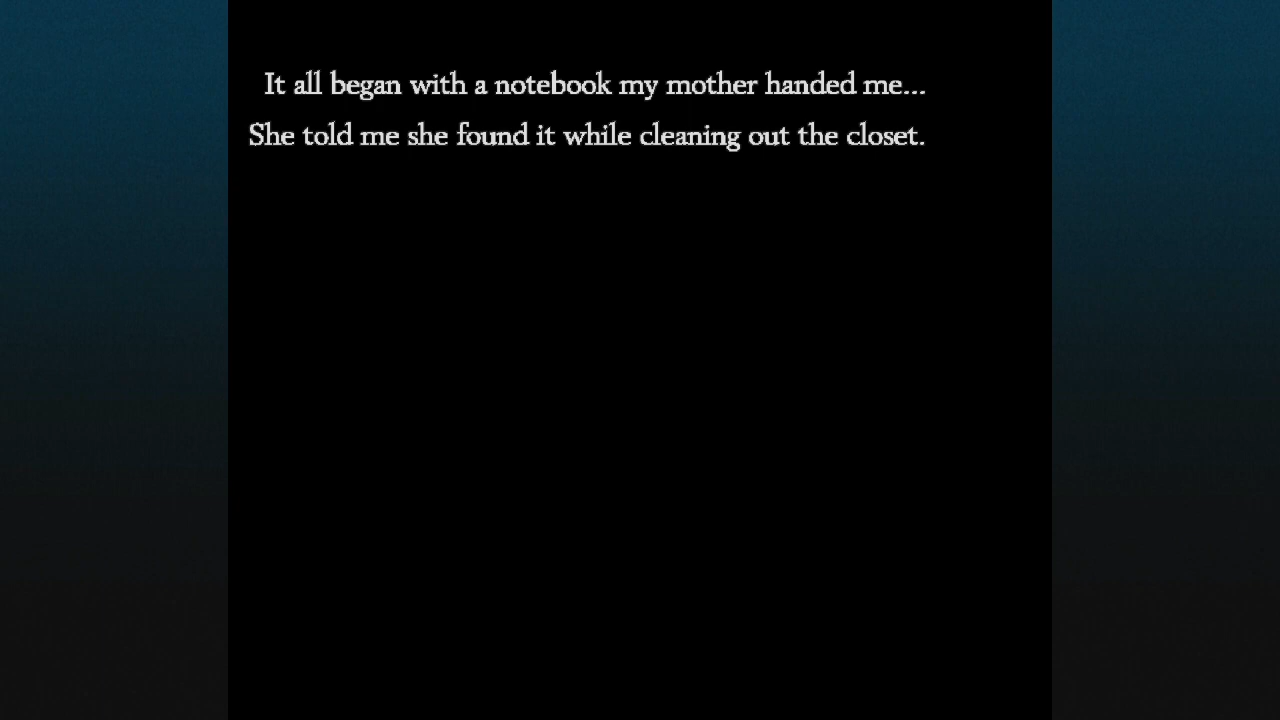 It all began with a notebook my mother handed me...
She told me she found it while cleaning out the closet.